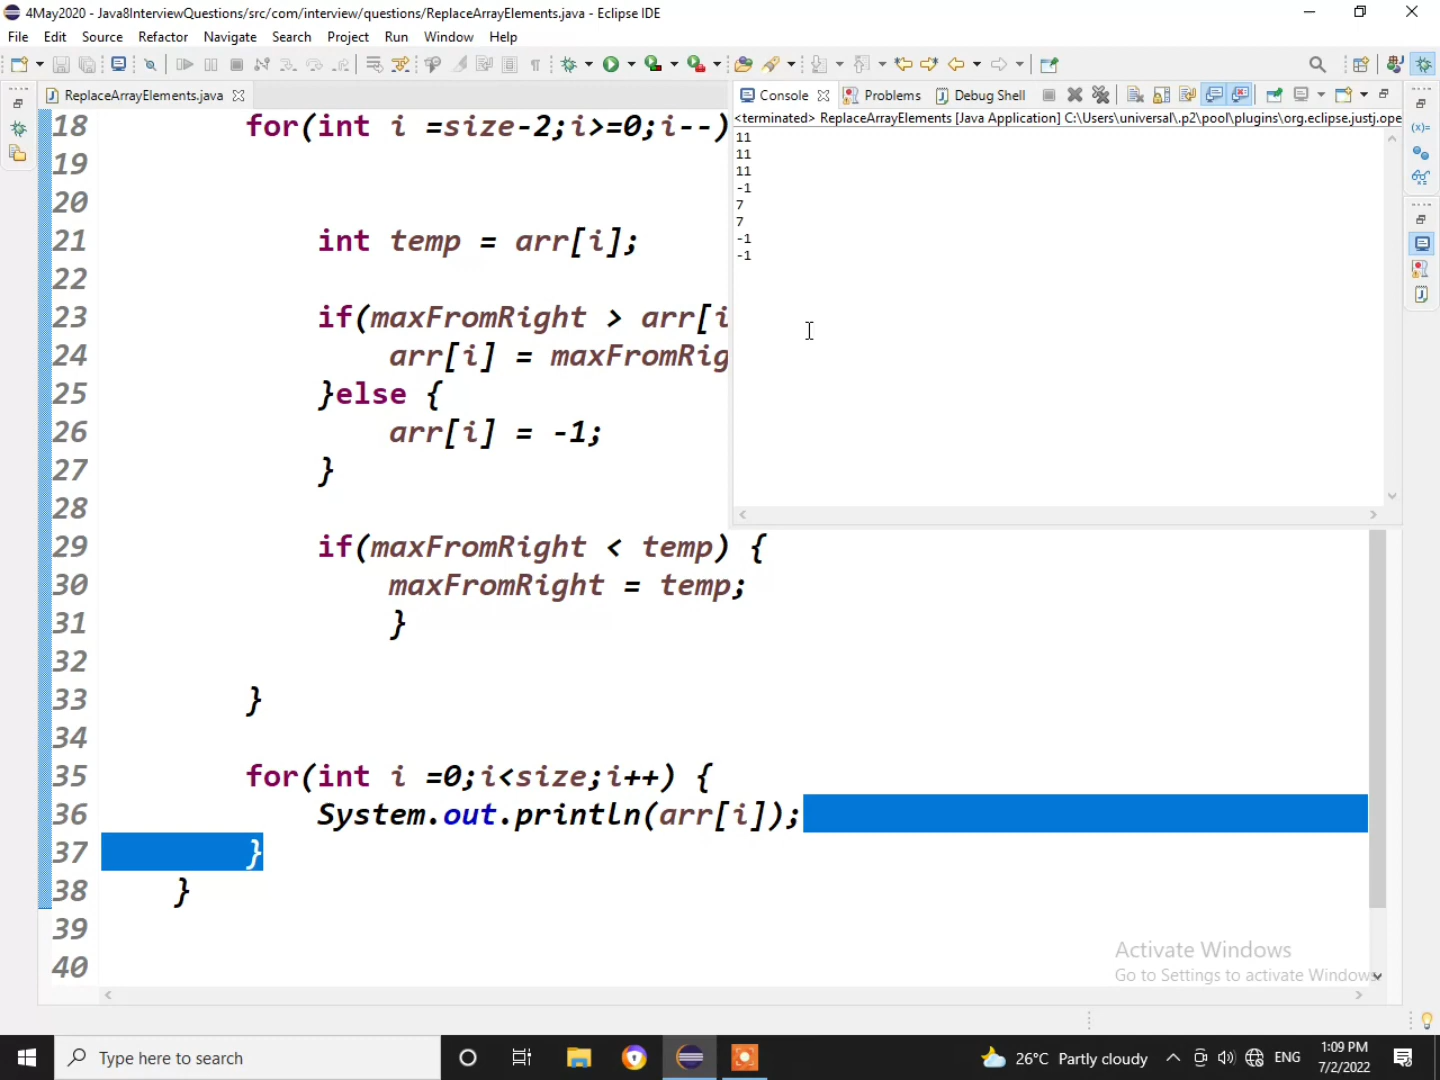 4May2020 - Java8InterviewQuestions/src/com/interview/questions/ReplaceArrayElements.java - Eclipse IDE
File Edit Source Refactor Navigate Search Project Run Window Help
ReplaceArrayElements.java
Console Problems Debug Shell
<terminated> ReplaceArrayElements [Java Application] C:\Users\universal\.p2\pool\plugins\org.eclipse.justj.ope
11
11
11
-1
7
7
-1
-1
18 for(int i =size-2;i>=0;i--)
19
20
21 int temp = arr[i];
22
23 if(maxFromRight > arr[i
24 arr[i] = maxFromRig
25 }else {
26 arr[i] = -1;
27 }
28
29 if(maxFromRight < temp) {
30 maxFromRight = temp;
31 }
32
33 }
34
35 for(int i =0;i<size;i++) {
36 System.out.println(arr[i]);
37 }
38 }
39
40
Activate Windows
Go to Settings to activate Windows
Type here to search
26°C Partly cloudy
ENG
1:09 PM
7/2/2022